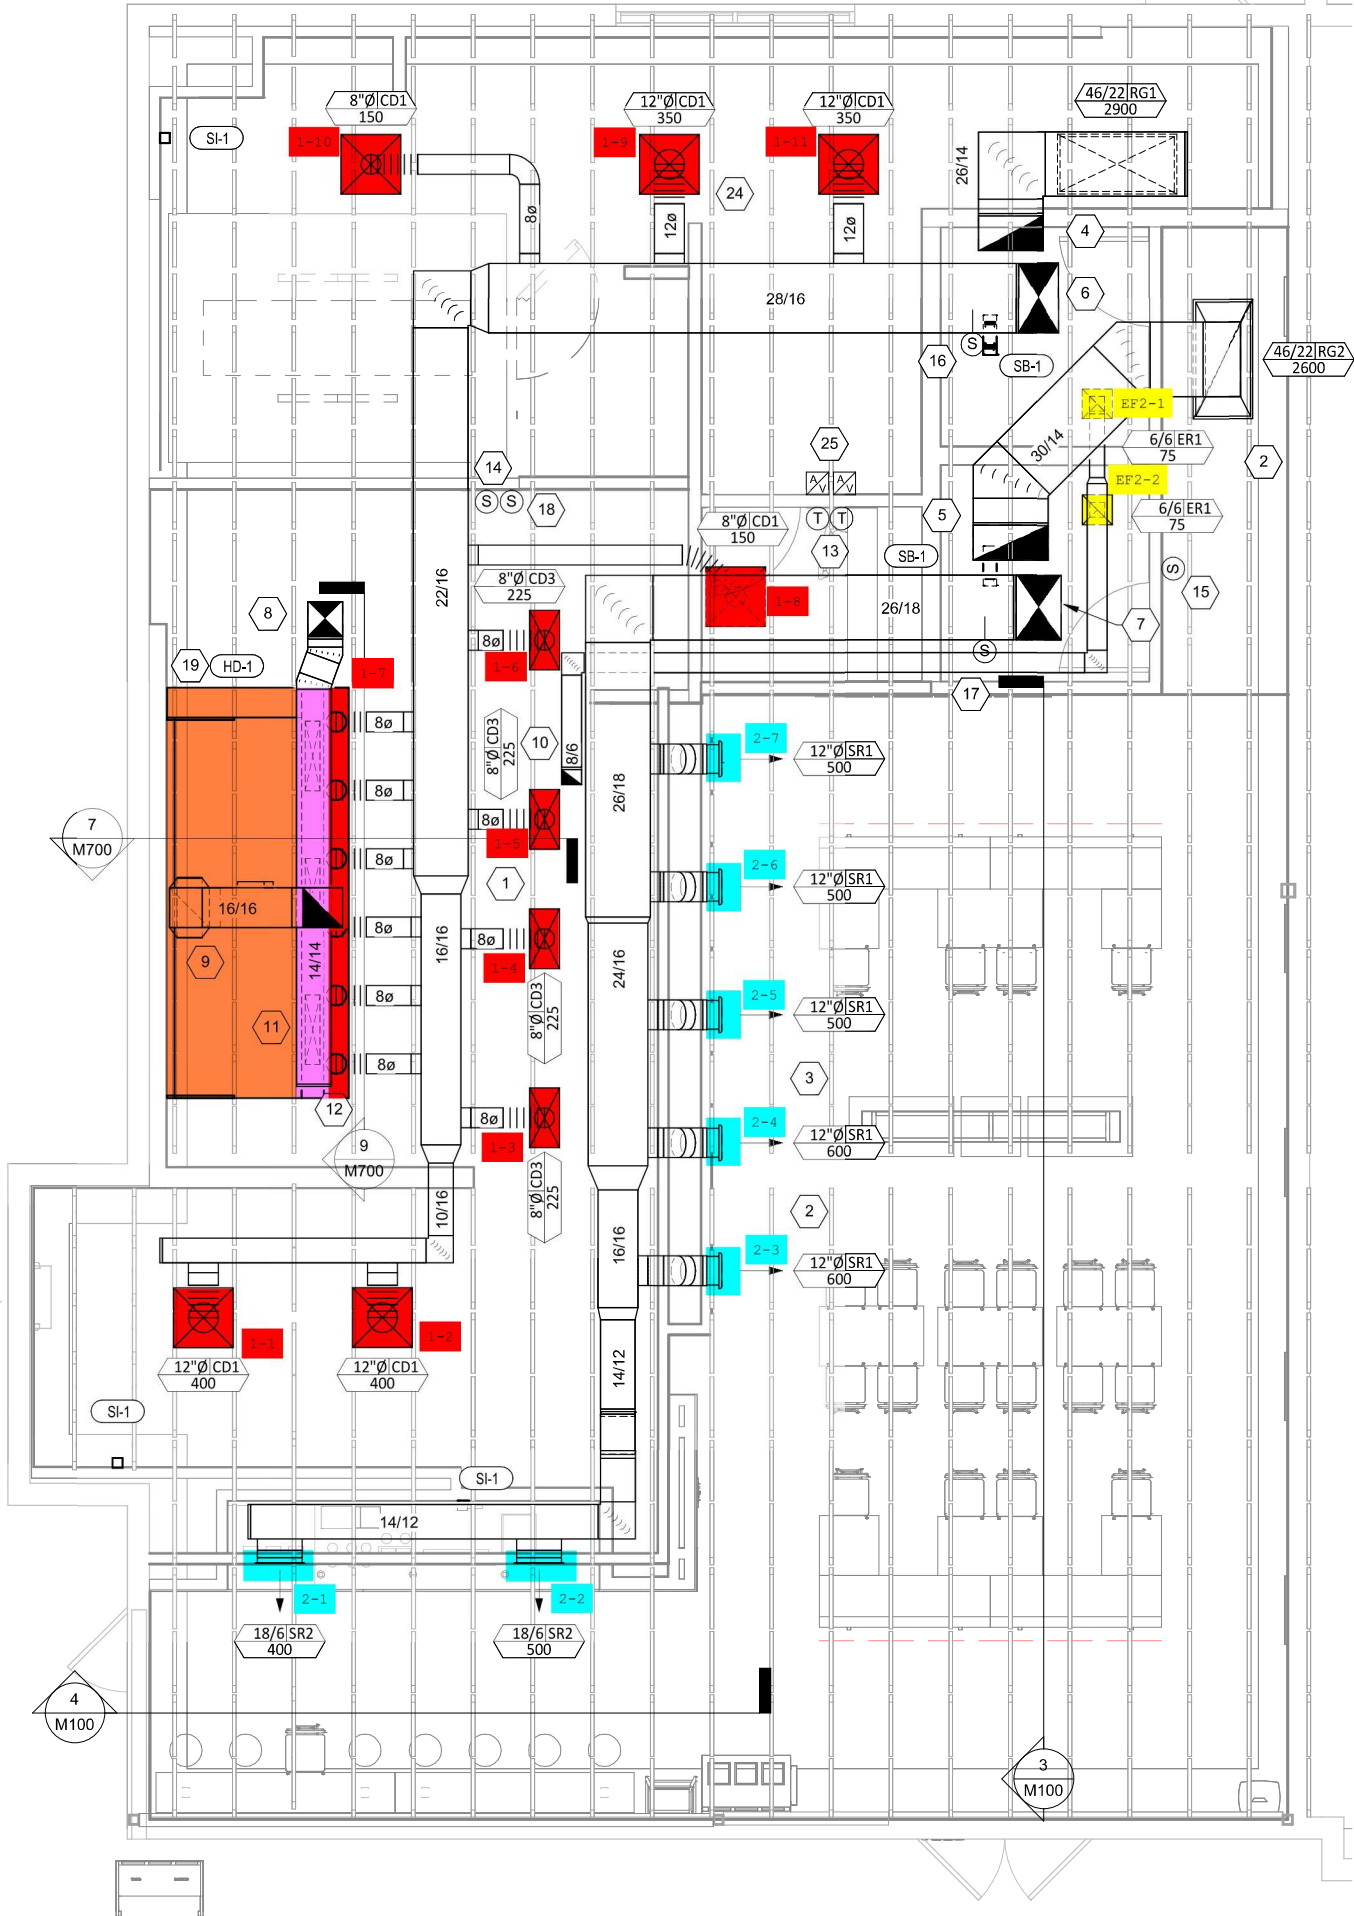 8"Ø CD1
150
12"Ø CD1
350
12"Ø CD1
350
46/22 RG1
2900
1-10
1-9
1-11
SI-1
26/14
24
8ø
12ø
12ø
4
28/16
6
S
16
SB-1
46/22 RG2
2600
EF2-1
30/14
6/6 ER1
75
25
2
14
A/V
A/V
EF2-2
S
S
18
8"Ø CD1
150
T
T
5
6/6 ER1
75
13
SB-1
S
22/16
8"Ø CD3
225
1-8
26/18
15
8
7
8ø
1-6
S
19
HD-1
1-7
17
8ø
8"Ø CD3
225
10
8/6
2-7
12"Ø SR1
500
8ø
26/18
8ø
1-5
7
M700
8ø
1
2-6
12"Ø SR1
500
16/16
8ø
16/16
8ø
1-4
24/16
9
14/14
8ø
8"Ø CD3
225
2-5
12"Ø SR1
500
11
8ø
3
12
8ø
1-3
2-4
12"Ø SR1
600
9
M700
10/16
8"Ø CD3
225
16/16
2
2-3
12"Ø SR1
600
1-1
1-2
12"Ø CD1
400
12"Ø CD1
400
14/12
SI-1
SI-1
14/12
2-1
2-2
18/6 SR2
400
18/6 SR2
500
4
M100
3
M100